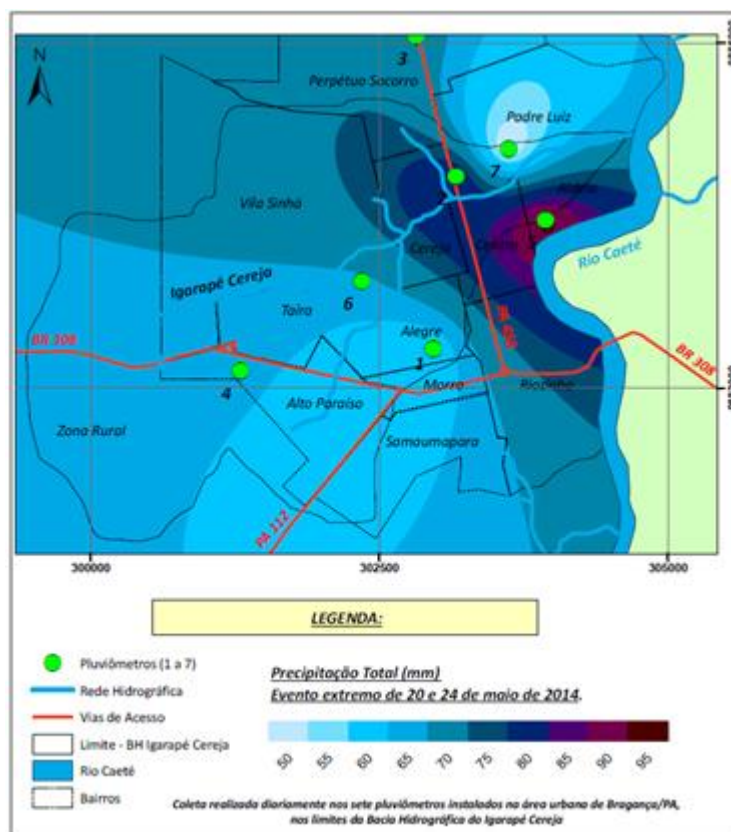 N
3
Perpétuo Socorro
Padre Luiz
7
2
Vila Sinhá
Cereja
5
Rio Caeté
Igarapé Cereja
Taíra
6
PA 458
Alegre
BR 308
1
BR 308
4
Morro
Riozinho
Alto Paraíso
Zona Rural
Samaumapara
PA 112
300000
302500
305000
LEGENDA:
Pluviômetros (1 a 7)
Rede Hidrográfica
Vias de Acesso
Limite - BH Igarapé Cereja
Rio Caeté
Bairros
Precipitação Total (mm)
Evento extremo de 20 e 24 de maio de 2014.
50 55 60 65 70 75 80 85 90 95
Coleta realizada diariamente nos sete pluviômetros instalados na área urbana de Bragança/PA,
nos limites da Bacia Hidrográfica do Igarapé Cereja